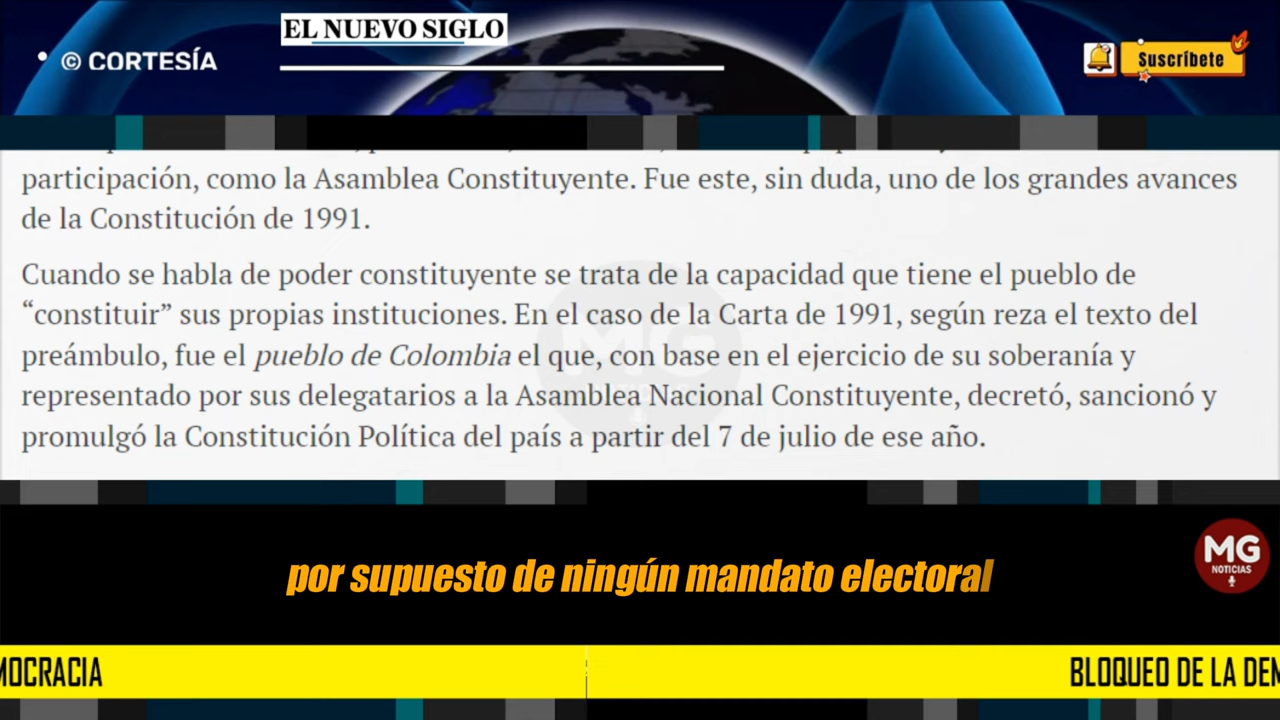 EL NUEVO SIGLO
© CORTESÍA
Suscríbete
participación, como la Asamblea Constituyente. Fue este, sin duda, uno de los grandes avances
de la Constitución de 1991.
Cuando se habla de poder constituyente se trata de la capacidad que tiene el pueblo de
“constituir” sus propias instituciones. En el caso de la Carta de 1991, según reza el texto del
preámbulo, fue el pueblo de Colombia el que, con base en el ejercicio de su soberanía y
representado por sus delegatarios a la Asamblea Nacional Constituyente, decretó, sancionó y
promulgó la Constitución Política del país a partir del 7 de julio de ese año.
MG
NOTICIAS
por supuesto de ningún mandato electoral
MOCRACIA
BLOQUEO DE LA DEM